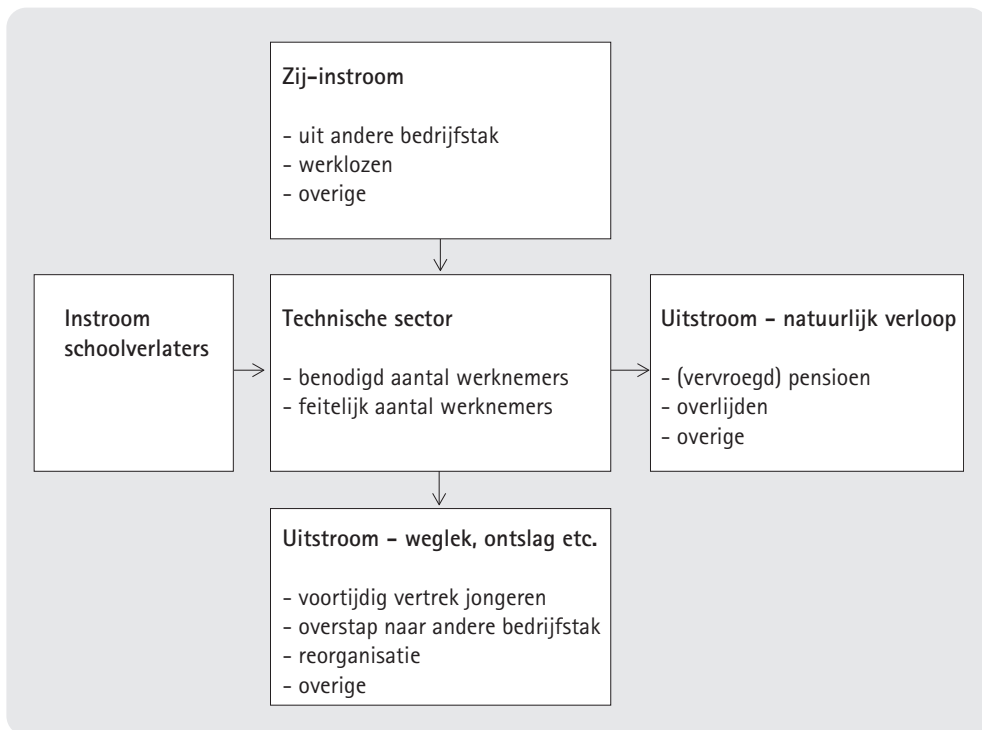 Zij-instroom
- uit andere bedrijfstak
- werklozen
- overige
Instroom
schoolverlaters
Technische sector
- benodigd aantal werknemers
- feitelijk aantal werknemers
Uitstroom - natuurlijk verloop
- (vervroegd) pensioen
- overlijden
- overige
Uitstroom - weglek, ontslag etc.
- voortijdig vertrek jongeren
- overstap naar andere bedrijfstak
- reorganisatie
- overige